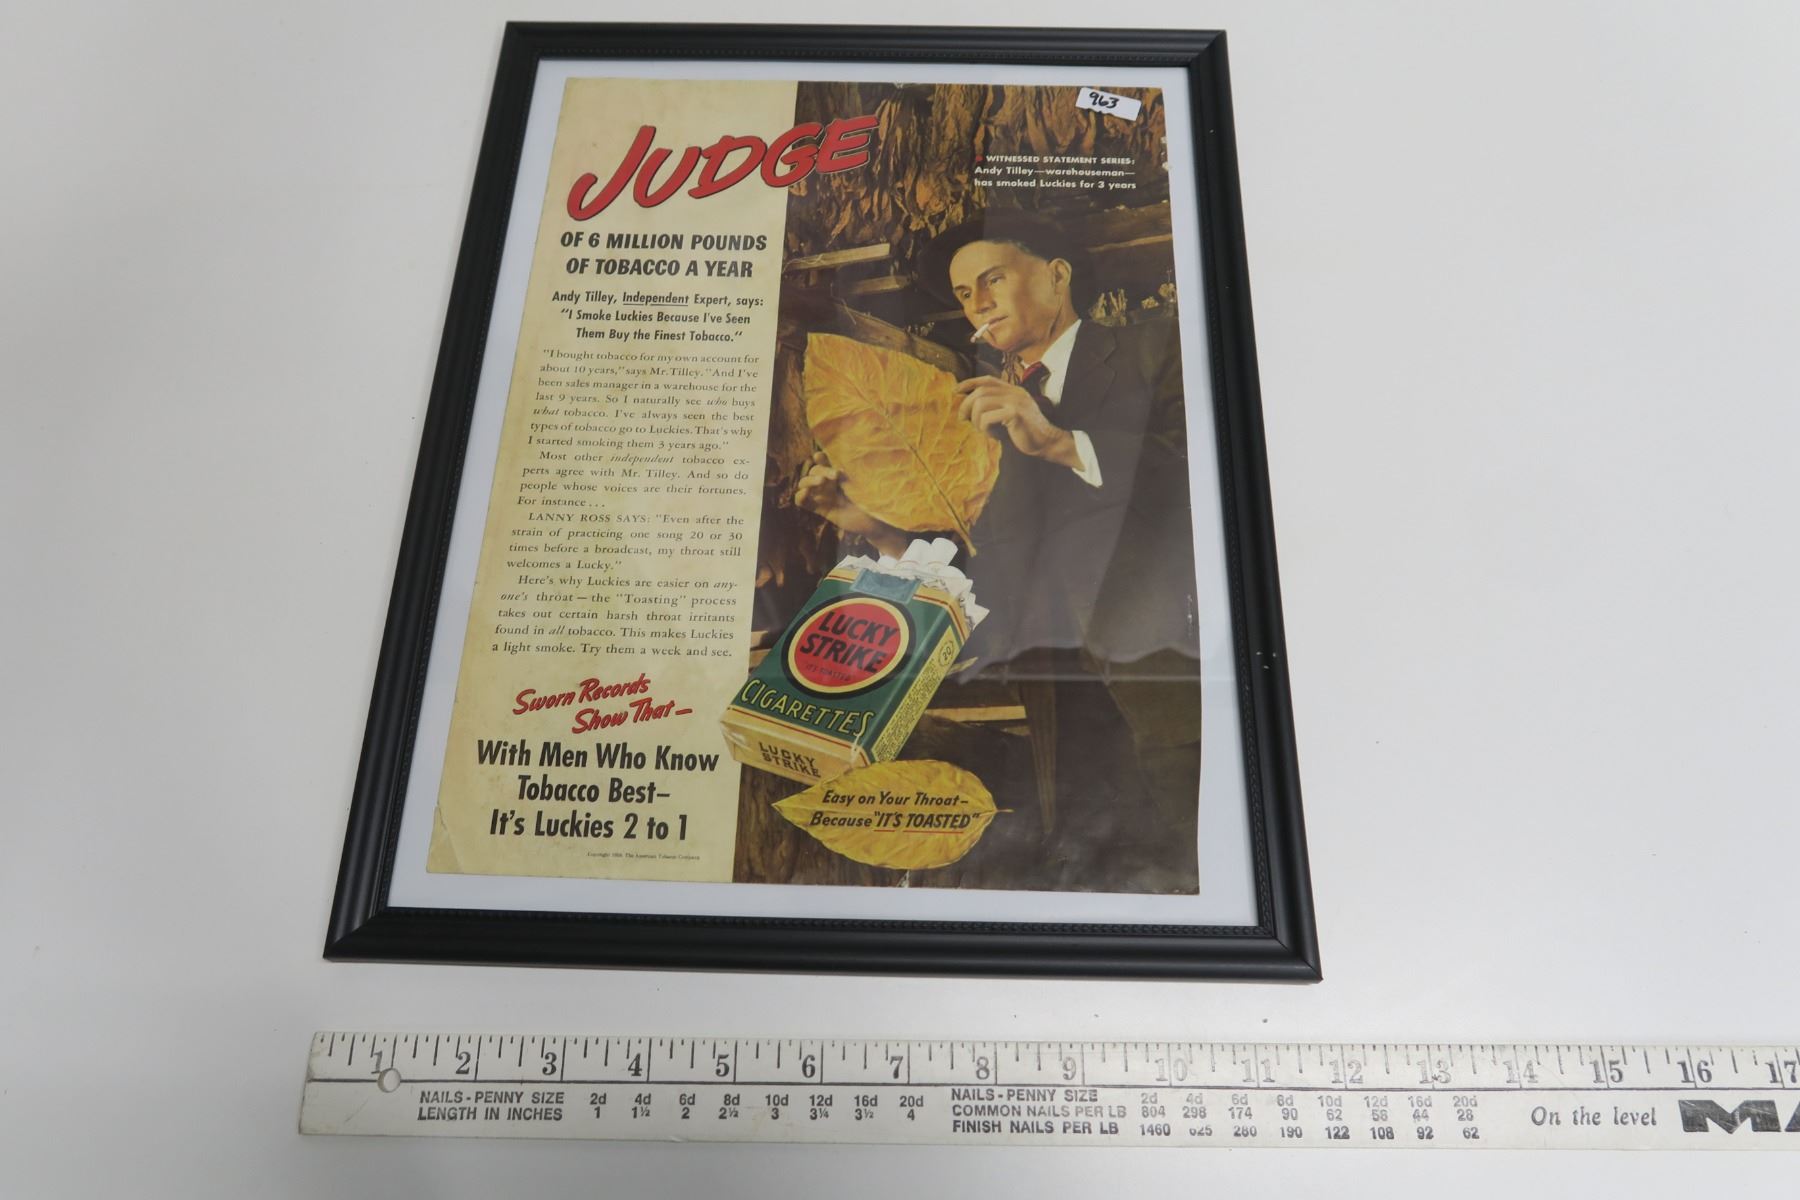 963
JUDGE
OF 6 MILLION POUNDS
OF TOBACCO A YEAR
WITNESSED STATEMENT SERIES:
Andy Tilley—warehouseman—
has smoked Luckies for 3 years
Andy Tilley, Independent Expert, says:
"I Smoke Luckies Because I've Seen
Them Buy the Finest Tobacco."
"I bought tobacco for my own account for
about 10 years," says Mr. Tilley. "And I've
been sales manager in a warehouse for the
last 9 years. So I naturally see who buys
what tobacco. I've always seen the best
types of tobacco go to Luckies. That's why
I started smoking them 3 years ago."
Most other independent tobacco ex-
perts agree with Mr. Tilley. And so do
people whose voices are their fortunes.
For instance...
LANNY ROSS SAYS: "Even after the
strain of practicing one song 20 or 30
times before a broadcast, my throat still
welcomes a Lucky."
Here's why Luckies are easier on any-
one's throat—the "Toasting" process
takes out certain harsh throat irritants
found in all tobacco. This makes Luckies
a light smoke. Try them a week and see.
Sworn Records
Show That—
With Men Who Know
Tobacco Best—
It's Luckies 2 to 1
The American Tobacco Company
LUCKY
STRIKE
"IT'S TOASTED"
CIGARETTES
20
LUCKY
STRIKE
Easy on Your Throat—
Because "IT'S TOASTED"
1 2 3 4 5 6 7 8 9 10 11 12 13 14 15 16 17
NAILS-PENNY SIZE 2d 4d 6d 8d 10d 12d 16d 20d
LENGTH IN INCHES 1 1½ 2 2½ 3 3¼ 3½ 4
NAILS-PENNY SIZE 2d 4d 6d 8d 10d 12d 16d 20d
COMMON NAILS PER LB 804 298 174 90 62 56 44 28
FINISH NAILS PER LB 1460 625 280 190 122 108 92 62
On the level